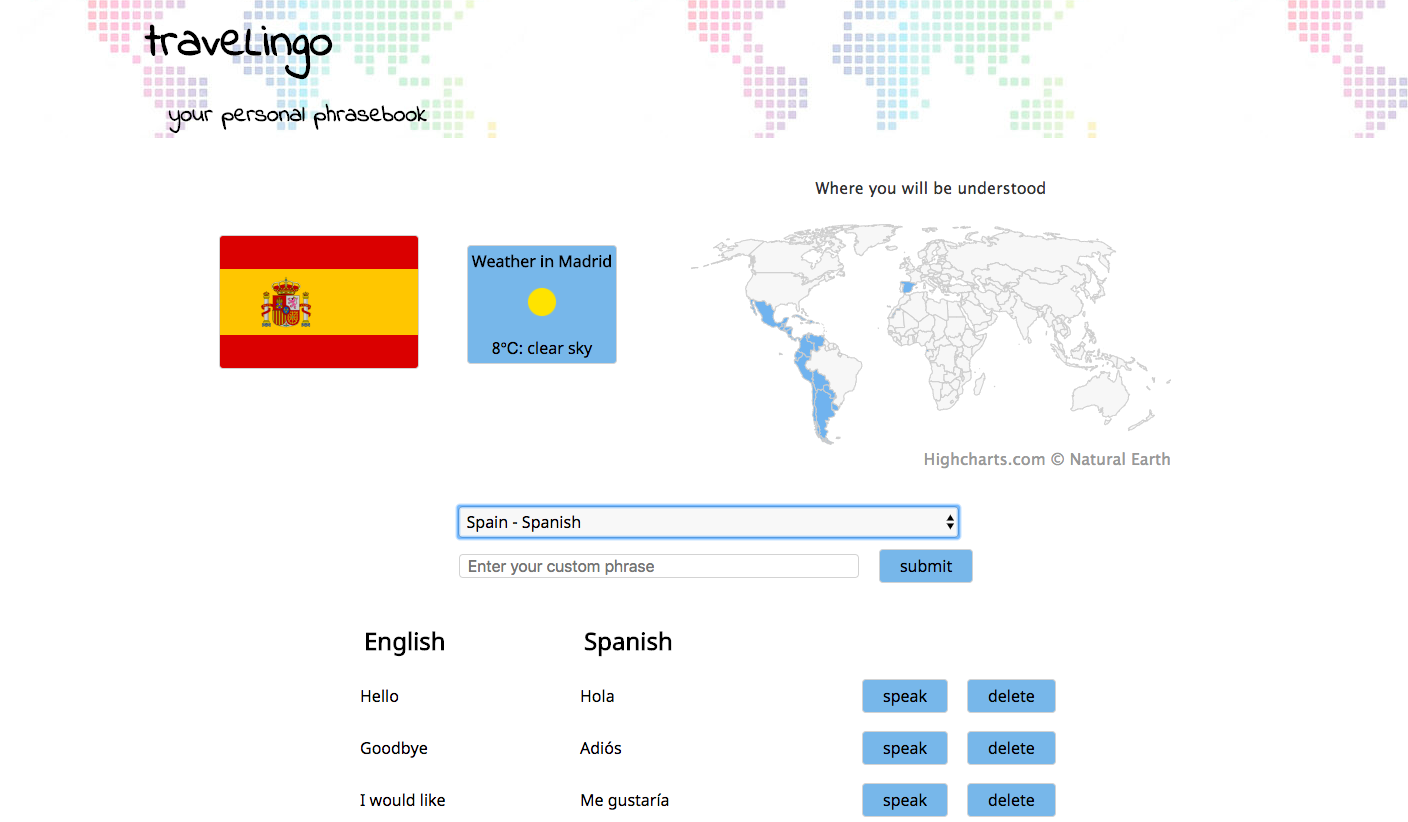 traveLingo
your personal phrasebook
Where you will be understood
Weather in Madrid
8°C: clear sky
Highcharts.com © Natural Earth
Spain - Spanish
Enter your custom phrase
submit
English Spanish
Hello Hola speak delete
Goodbye Adiós speak delete
I would like Me gustaría speak delete